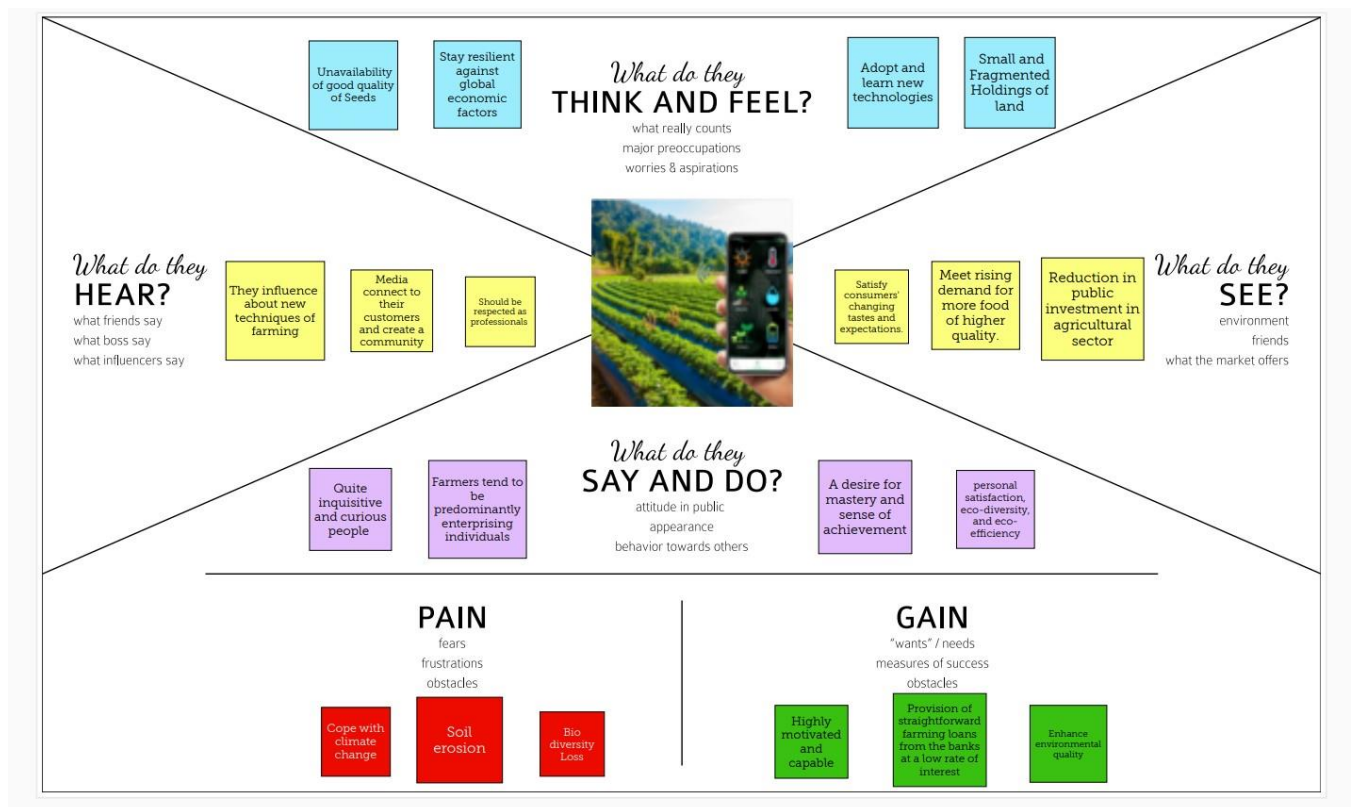 Unavailability
of good quality
of Seeds
Stay resilient
against
global
economic
factors
What do they
THINK AND FEEL?
what really counts
major preoccupations
worries & aspirations
Adopt and
learn new
technologies
Small and
Fragmented
Holdings of
land
What do they
HEAR?
what friends say
what boss say
what influencers say
They influence
about new
techniques of
farming
Media
connect to
their
customers
and create a
community
Should be
respected as
professionals
Satisfy
consumers'
changing
tastes and
expectations.
Meet rising
demand for
more food
of higher
quality.
Reduction in
public
investment in
agricultural
sector
What do they
SEE?
environment
friends
what the market offers
Quite
inquisitive
and curious
people
Farmers tend to
be
predominantly
enterprising
individuals
What do they
SAY AND DO?
attitude in public
appearance
behavior towards others
A desire for
mastery and
sense of
achievement
personal
satisfaction,
eco-diversity,
and eco-
efficiency
PAIN
fears
frustrations
obstacles
Cope with
climate
change
Soil
erosion
Bio
diversity
Loss
GAIN
"wants" / needs
measures of success
obstacles
Highly
motivated
and
capable
Provision of
straightforward
farming loans
from the banks
at a low rate of
interest
Enhance
environmental
quality